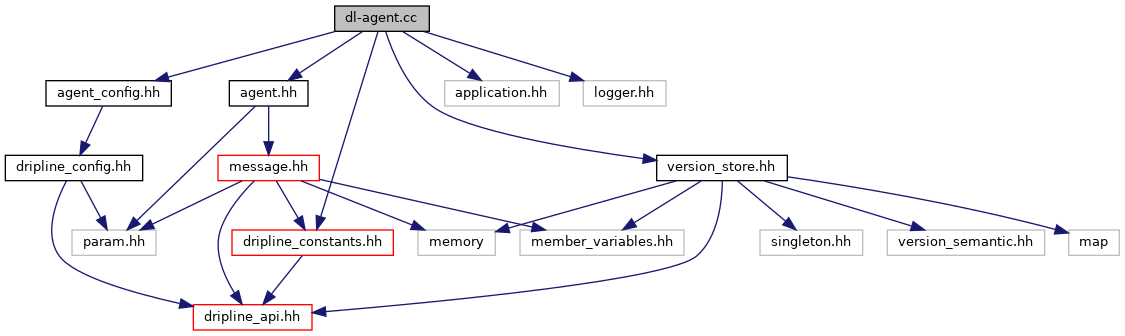 dl-agent.cc
agent_config.hh
agent.hh
application.hh
logger.hh
dripline_config.hh
message.hh
version_store.hh
param.hh
dripline_constants.hh
memory
member_variables.hh
singleton.hh
version_semantic.hh
map
dripline_api.hh